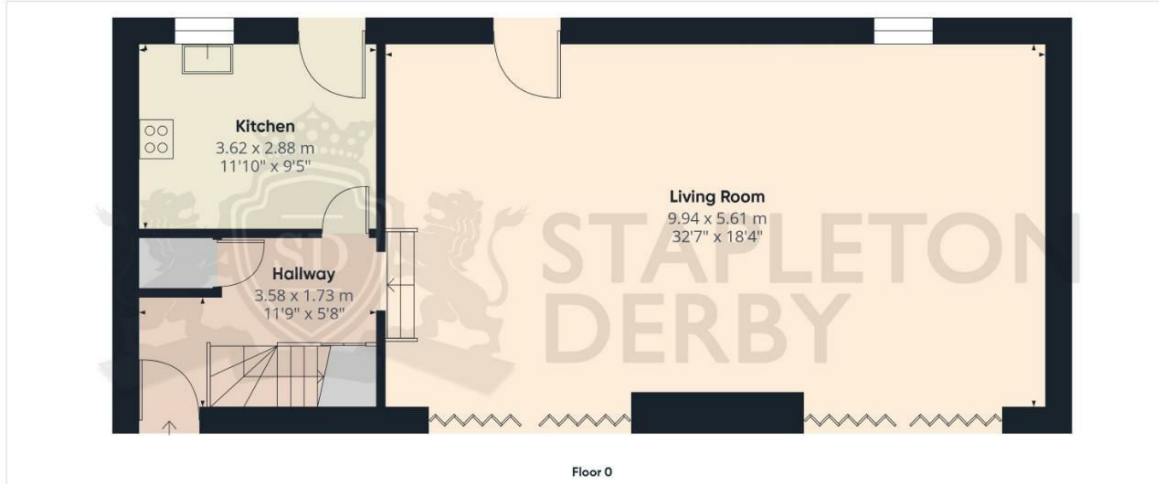 Kitchen
3.62 x 2.88 m
11'10" x 9'5"
Living Room
9.94 x 5.61 m
32'7" x 18'4"
Hallway
3.58 x 1.73 m
11'9" x 5'8"
SD
STAPLETON
DERBY
Floor 0